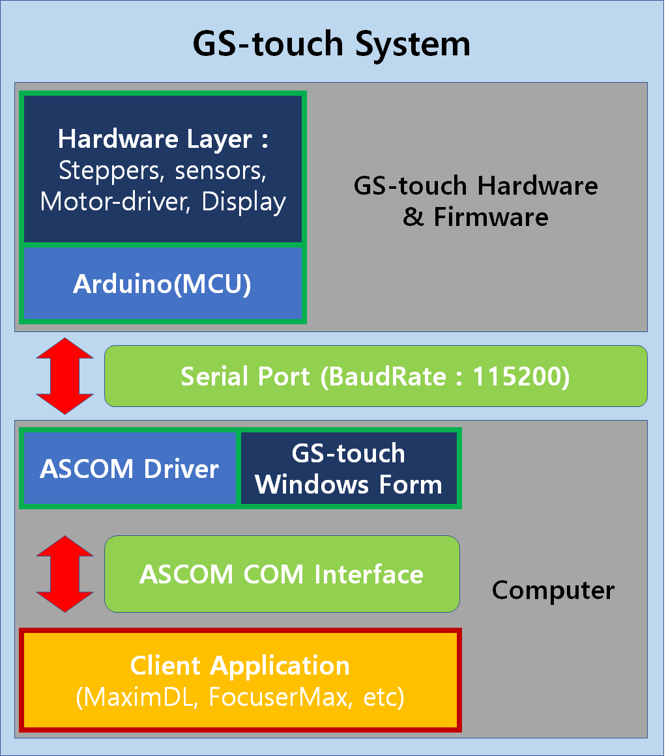 GS-touch System
Hardware Layer :
Steppers, sensors,
Motor-driver, Display
GS-touch Hardware
& Firmware
Arduino(MCU)
Serial Port (BaudRate : 115200)
ASCOM Driver
GS-touch
Windows Form
ASCOM COM Interface
Computer
Client Application
(MaximDL, FocuserMax, etc)